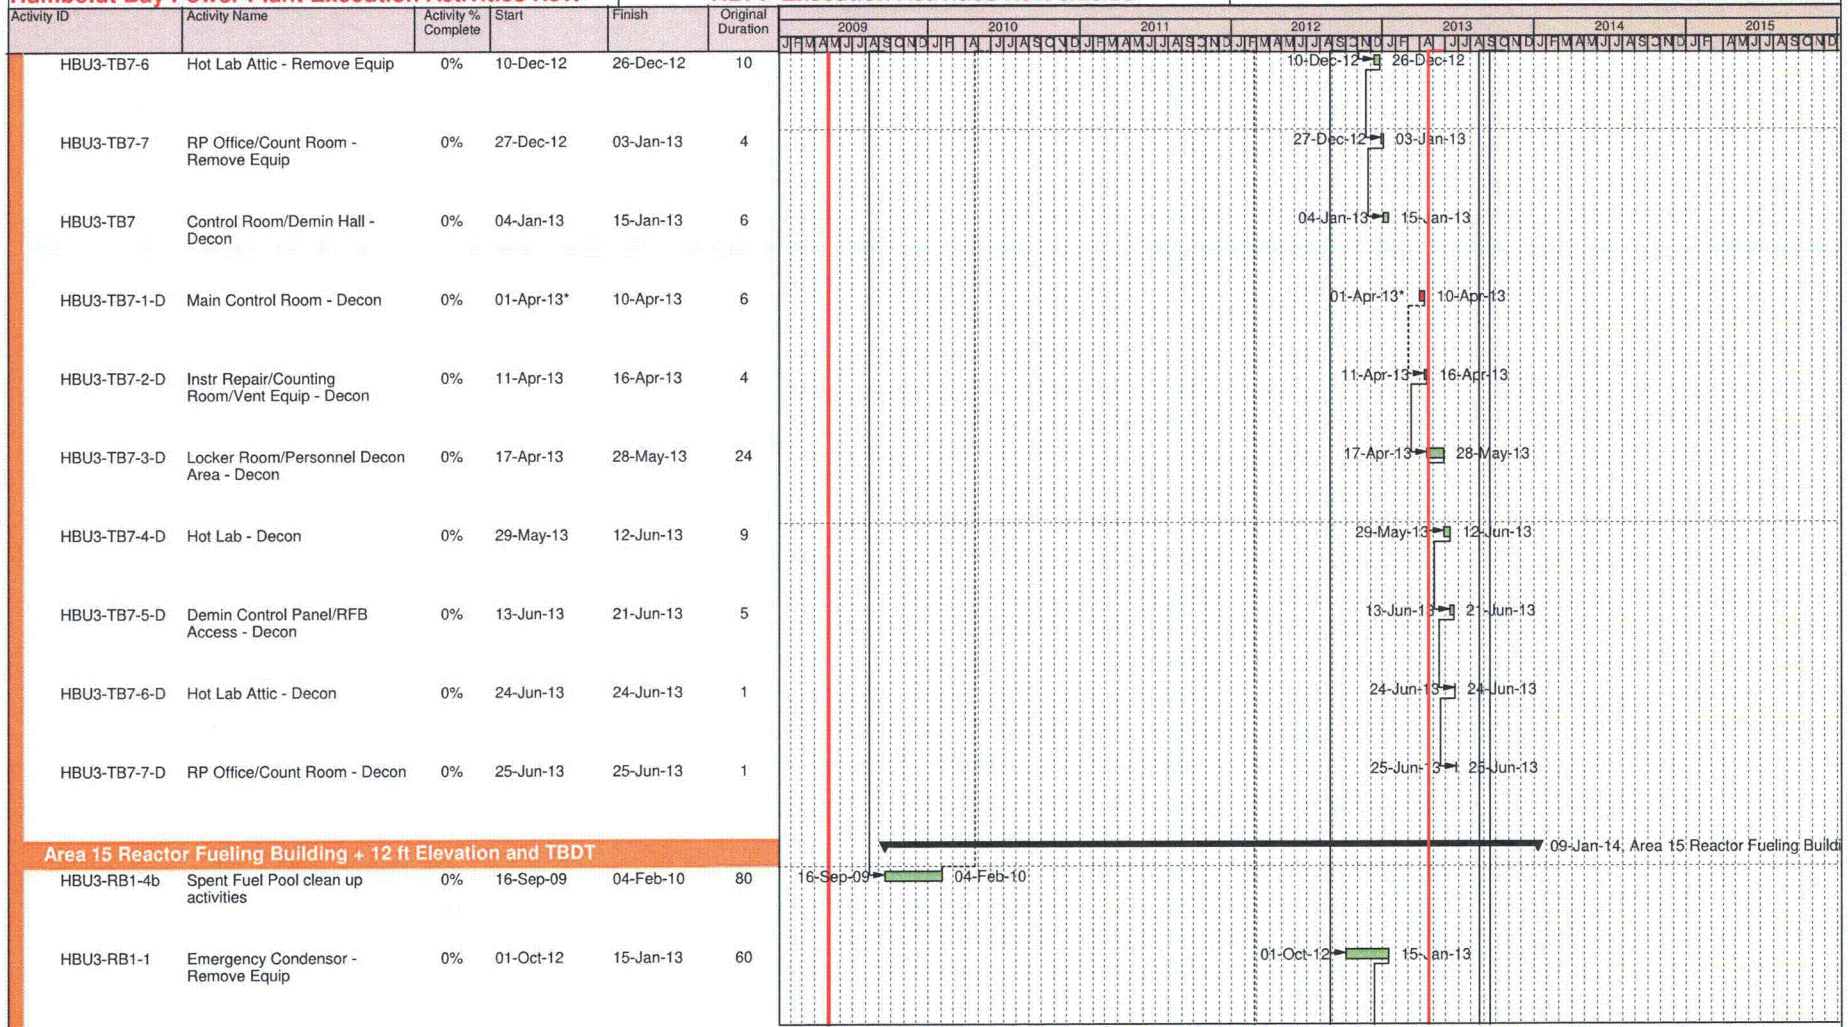 Activity ID Activity Name Activity % Complete Start Finish Original Duration
2009 2010 2011 2012 2013 2014 2015
HBU3-TB7-6 Hot Lab Attic - Remove Equip 0% 10-Dec-12 26-Dec-12 10 10-Dec-12 26-Dec-12
HBU3-TB7-7 RP Office/Count Room - 0% 27-Dec-12 03-Jan-13 4 27-Dec-12 03-Jan-13
Remove Equip
HBU3-TB7 Control Room/Demin Hall - 0% 04-Jan-13 15-Jan-13 6 04-Jan-13 15-Jan-13
Decon
HBU3-TB7-1-D Main Control Room - Decon 0% 01-Apr-13* 10-Apr-13 6 01-Apr-13* 10-Apr-13
HBU3-TB7-2-D Instr Repair/Counting 0% 11-Apr-13 16-Apr-13 4 11-Apr-13 16-Apr-13
Room/Vent Equip - Decon
HBU3-TB7-3-D Locker Room/Personnel Decon 0% 17-Apr-13 28-May-13 24 17-Apr-13 28-May-13
Area - Decon
HBU3-TB7-4-D Hot Lab - Decon 0% 29-May-13 12-Jun-13 9 29-May-13 12-Jun-13
HBU3-TB7-5-D Demin Control Panel/RFB 0% 13-Jun-13 21-Jun-13 5 13-Jun-13 21-Jun-13
Access - Decon
HBU3-TB7-6-D Hot Lab Attic - Decon 0% 24-Jun-13 24-Jun-13 1 24-Jun-13 24-Jun-13
HBU3-TB7-7-D RP Office/Count Room - Decon 0% 25-Jun-13 25-Jun-13 1 25-Jun-13 25-Jun-13
Area 15 Reactor Fueling Building + 12 ft Elevation and TBDT 09-Jan-14, Area 15 Reactor Fueling Buildi
HBU3-RB1-4b Spent Fuel Pool clean up 0% 16-Sep-09 04-Feb-10 80 16-Sep-09 04-Feb-10
activities
HBU3-RB1-1 Emergency Condensor - 0% 01-Oct-12 15-Jan-13 60 01-Oct-12 15-Jan-13
Remove Equip